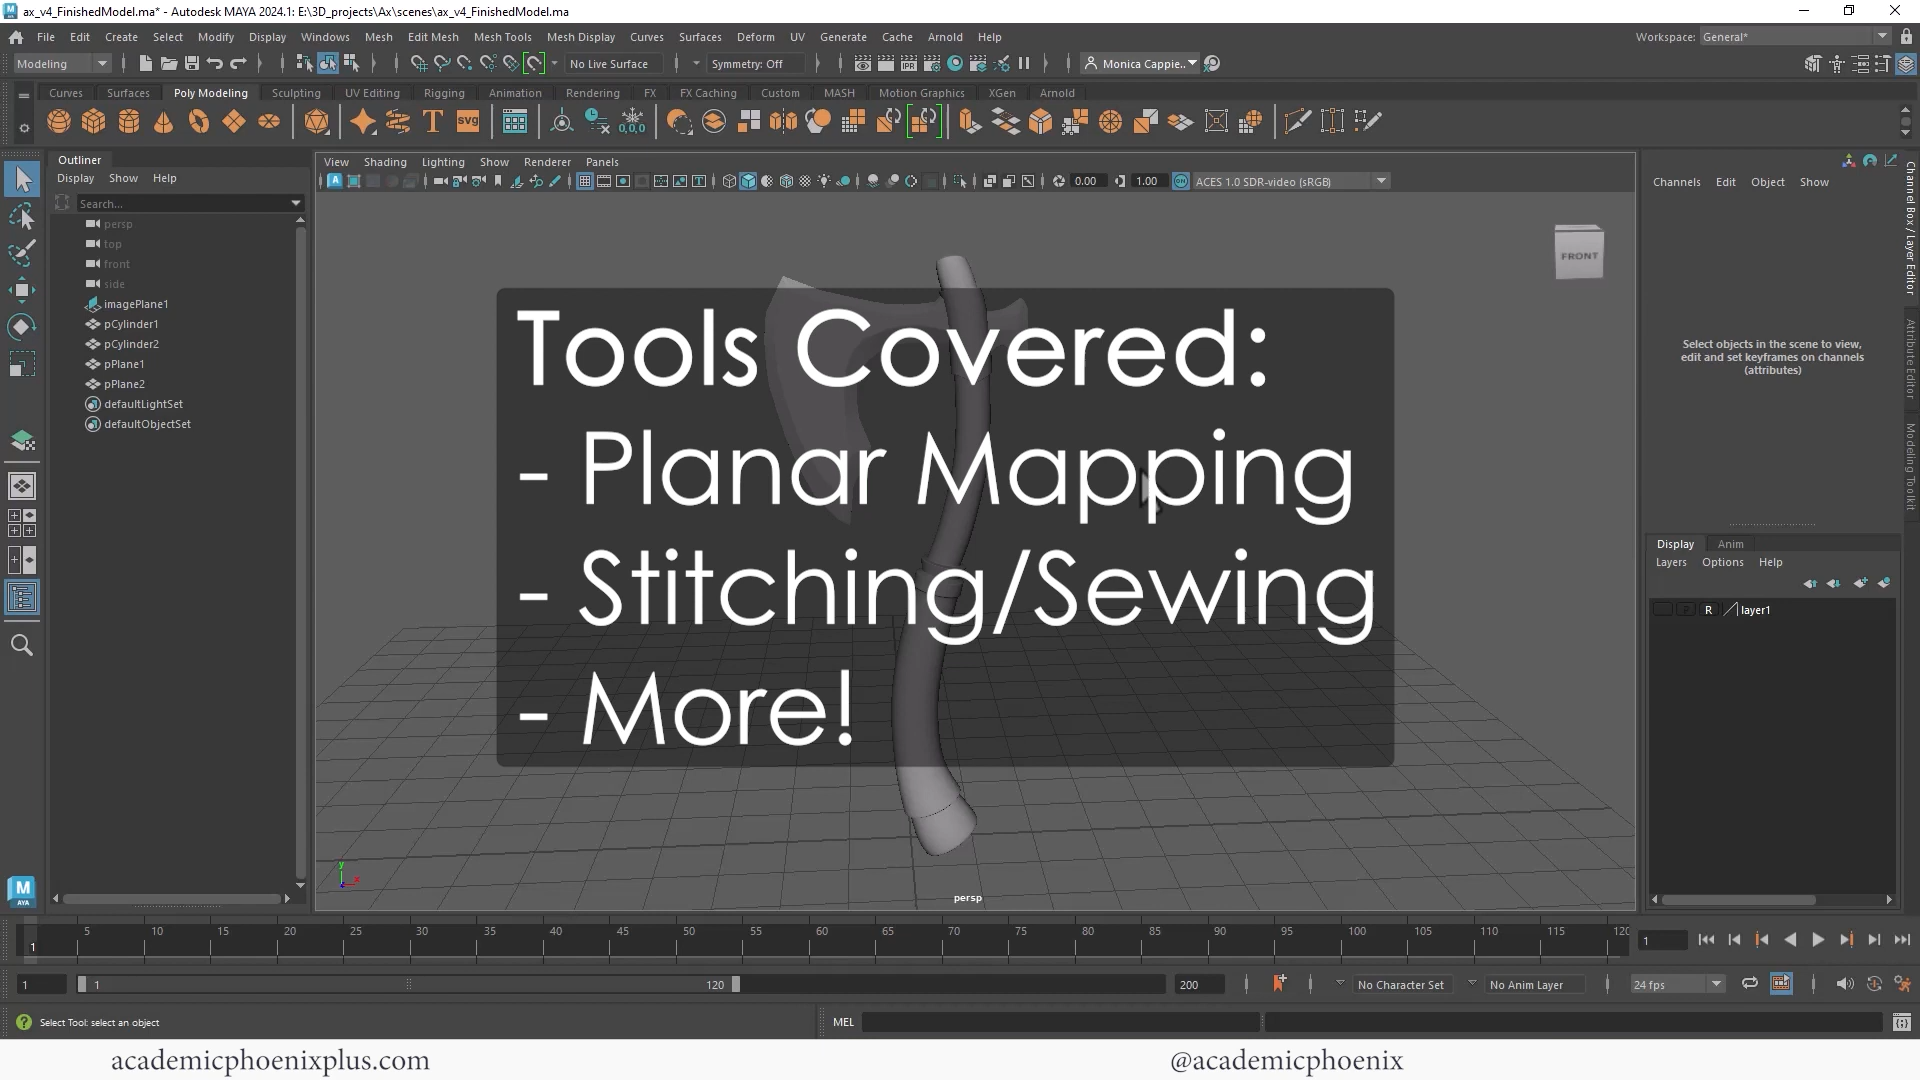 ax_v4_FinishedModel.ma* - Autodesk MAYA 2024.1: E:\3D_projects\Ax\scenes\ax_v4_FinishedModel.ma
File Edit Create Select Modify Display Windows Mesh Edit Mesh Mesh Tools Mesh Display Curves Surfaces Deform UV Generate Cache Arnold Help
Workspace: General*
Modeling
No Live Surface
Symmetry: Off
Monica Cappie..
Curves Surfaces Poly Modeling Sculpting UV Editing Rigging Animation Rendering FX FX Caching Custom MASH Motion Graphics XGen Arnold
Outliner
Display Show Help
Search...
persp
top
front
side
imagePlane1
pCylinder1
pCylinder2
pPlane1
pPlane2
defaultLightSet
defaultObjectSet
View Shading Lighting Show Renderer Panels
0.00 1.00 ACES 1.0 SDR-video (sRGB)
FRONT
Tools Covered:
- Planar Mapping
- Stitching/Sewing
- More!
persp
Channels Edit Object Show
Select objects in the scene to view,
edit and set keyframes on channels
(attributes)
Channel Box / Layer Editor
Attribute Editor
Modeling Toolkit
Display Anim
Layers Options Help
R layer1
1 5 10 15 20 25 30 35 40 45 50 55 60 65 70 75 80 85 90 95 100 105 110 115 120
1
1 1 120 200
No Character Set
No Anim Layer
24 fps
Select Tool: select an object
MEL
academicphoenixplus.com
@academicphoenix